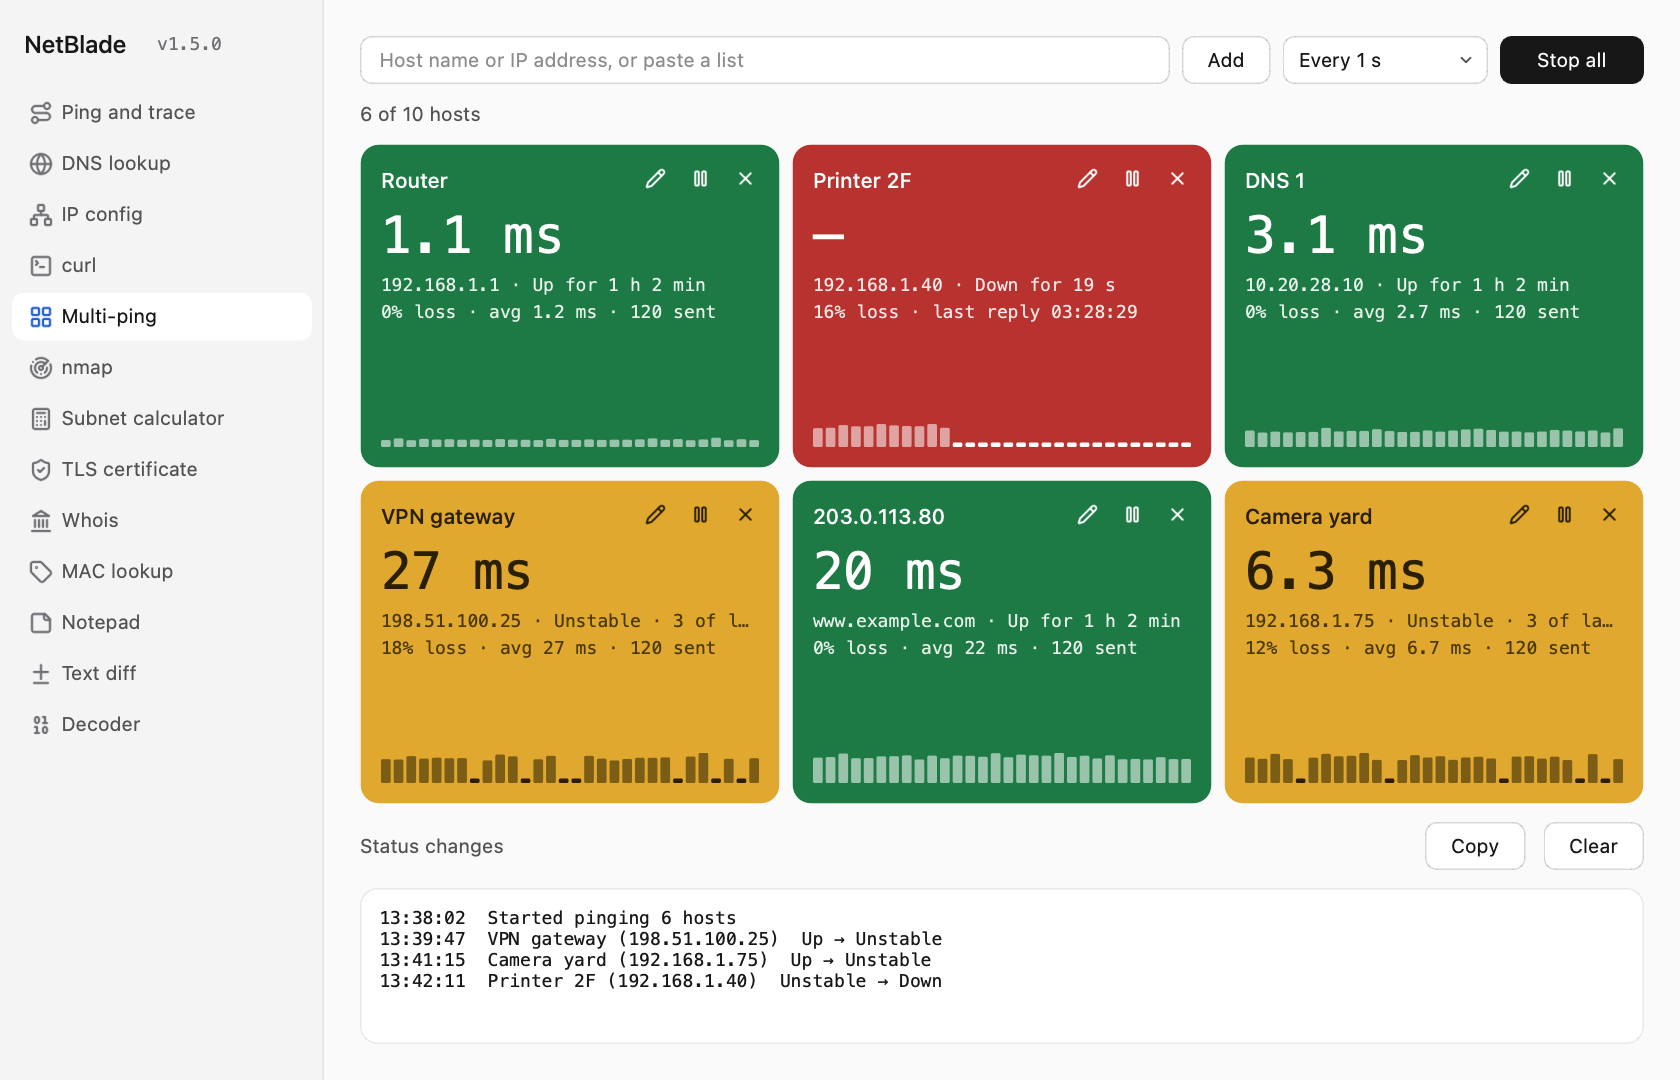 NetBlade v1.5.0
Ping and trace
DNS lookup
IP config
curl
Multi-ping
nmap
Subnet calculator
TLS certificate
Whois
MAC lookup
Notepad
Text diff
Decoder
Host name or IP address, or paste a list
Add
Every 1 s
Stop all
6 of 10 hosts
Router
1.1 ms
192.168.1.1 · Up for 1 h 2 min
0% loss · avg 1.2 ms · 120 sent
Printer 2F
—
192.168.1.40 · Down for 19 s
16% loss · last reply 03:28:29
DNS 1
3.1 ms
10.20.28.10 · Up for 1 h 2 min
0% loss · avg 2.7 ms · 120 sent
VPN gateway
27 ms
198.51.100.25 · Unstable · 3 of l…
18% loss · avg 27 ms · 120 sent
203.0.113.80
20 ms
www.example.com · Up for 1 h 2 min
0% loss · avg 22 ms · 120 sent
Camera yard
6.3 ms
192.168.1.75 · Unstable · 3 of la…
12% loss · avg 6.7 ms · 120 sent
Status changes
Copy
Clear
13:38:02 Started pinging 6 hosts
13:39:47 VPN gateway (198.51.100.25) Up → Unstable
13:41:15 Camera yard (192.168.1.75) Up → Unstable
13:42:11 Printer 2F (192.168.1.40) Unstable → Down